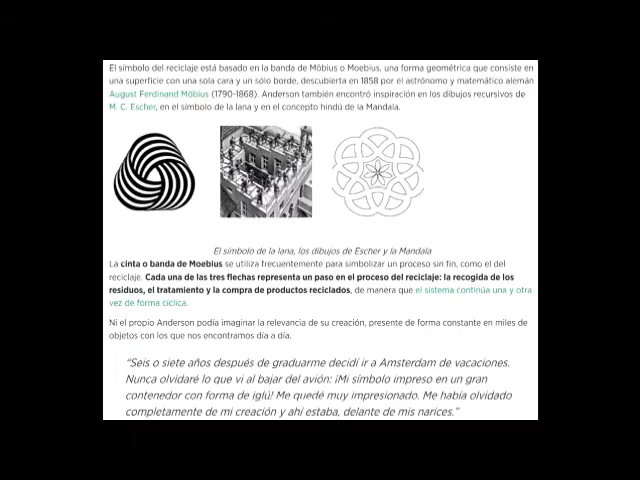 El símbolo del reciclaje está basado en la banda de Möbius o Moebius, una forma geométrica que consiste en
una superficie con una sola cara y un sólo borde, descubierta en 1858 por el astrónomo y matemático alemán
August Ferdinand Möbius (1790-1868). Anderson también encontró inspiración en los dibujos recursivos de
M. C. Escher, en el símbolo de la lana y en el concepto hindú de la Mandala.
El símbolo de la lana, los dibujos de Escher y la Mandala
La cinta o banda de Moebius se utiliza frecuentemente para simbolizar un proceso sin fin, como el del
reciclaje. Cada una de las tres flechas representa un paso en el proceso del reciclaje: la recogida de los
residuos, el tratamiento y la compra de productos reciclados, de manera que el sistema continúa una y otra
vez de forma cíclica.
Ni el propio Anderson podía imaginar la relevancia de su creación, presente de forma constante en miles de
objetos con los que nos encontramos día a día.
“Seis o siete años después de graduarme decidí ir a Amsterdam de vacaciones.
Nunca olvidaré lo que vi al bajar del avión: ¡Mi símbolo impreso en un gran
contenedor con forma de iglú! Me quedé muy impresionado. Me había olvidado
completamente de mi creación y ahí estaba, delante de mis narices.”